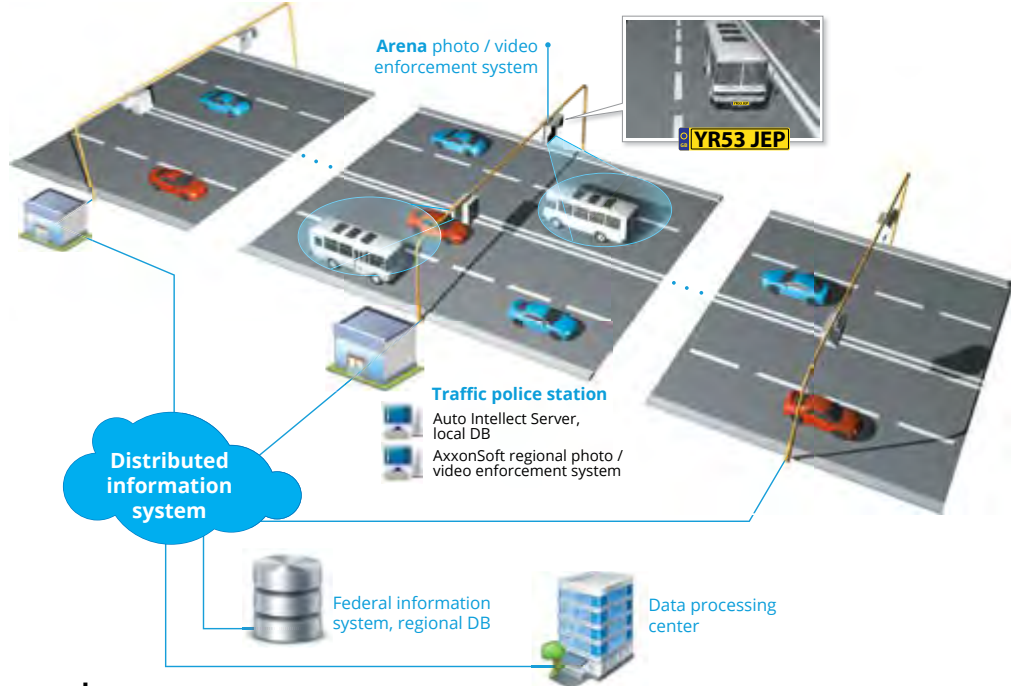 Arena photo / video
enforcement system
GB
YR53 JEP
Traffic police station
Auto Intellect Server,
local DB
AxxonSoft regional photo /
video enforcement system
Distributed
information
system
Federal information
system, regional DB
Data processing
center